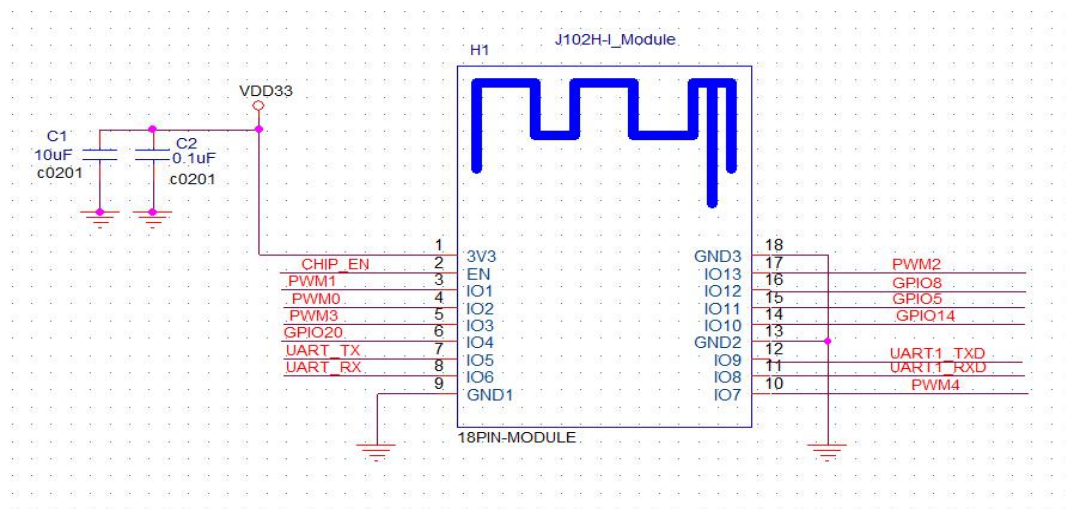 J102H-I_Module
H1
VDD33
C1
10uF
c0201
C2
0.1uF
c0201
1
3V3
CHIP_EN
2
EN
PWM1
3
IO1
PWM0
4
IO2
PWM3
5
IO3
GPIO20
6
IO4
UART_TX
7
IO5
UART_RX
8
IO6
9
GND1
GND3
18
IO13
17
PWM2
IO12
16
GPIO8
IO11
15
GPIO5
IO10
14
GPIO14
GND2
13
IO9
12
UART1_TXD
IO8
11
UART1_RXD
IO7
10
PWM4
18PIN-MODULE